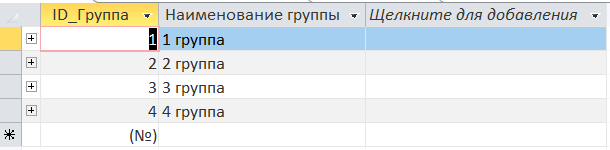 ID_Группа Наименование группы Щелкните для добавления
1 1 группа
2 2 группа
3 3 группа
4 4 группа
(№)